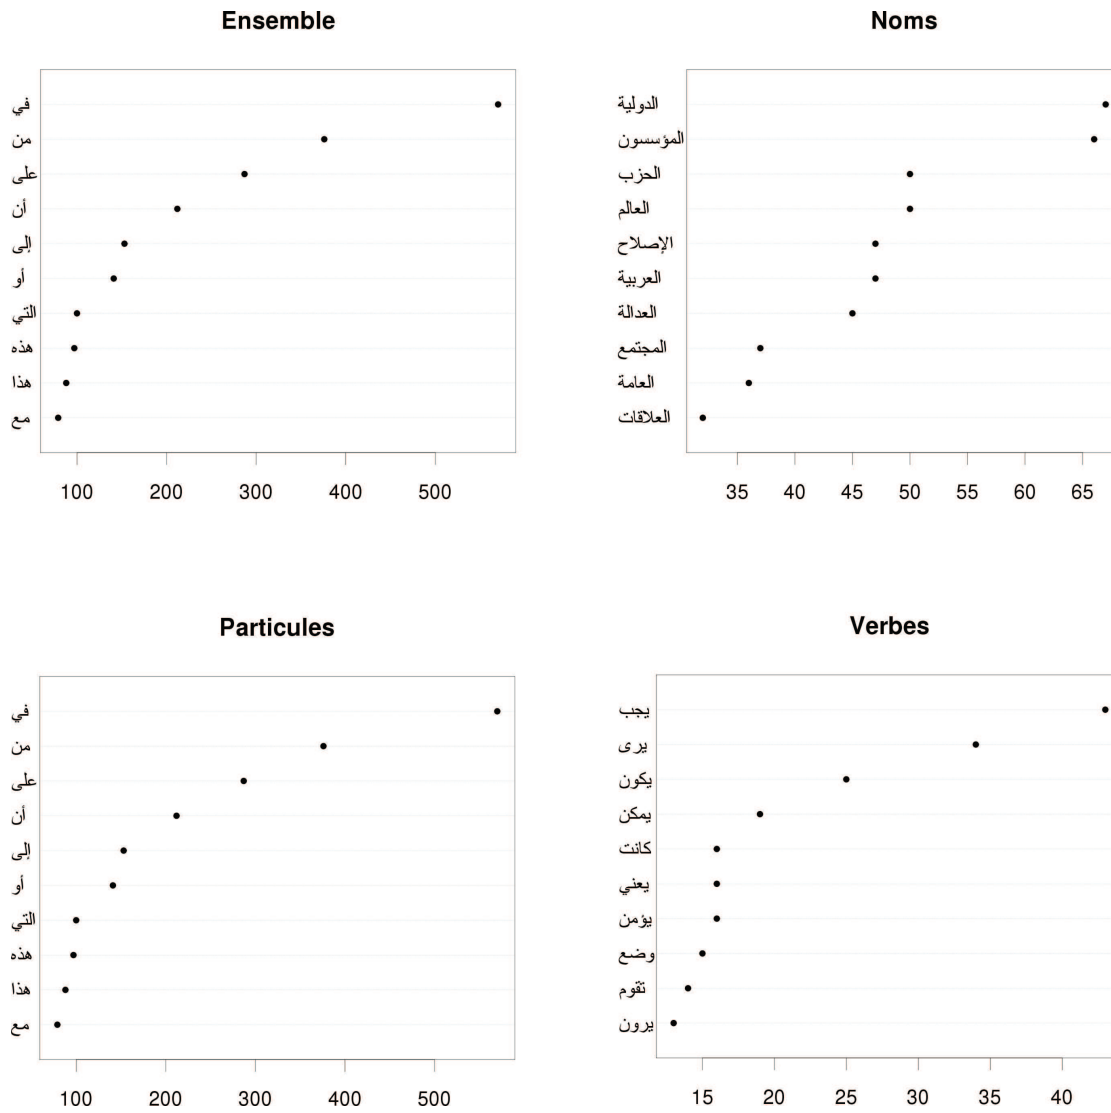 Ensemble
في
من
على
أن
إلى
أو
التي
هذه
هذا
مع
100 200 300 400 500
Noms
الدولية
المؤسسون
الحزب
العالم
الإصلاح
العربية
العدالة
المجتمع
العامة
العلاقات
35 40 45 50 55 60 65
Particules
في
من
على
أن
إلى
أو
التي
هذه
هذا
مع
100 200 300 400 500
Verbes
يجب
يرى
يكون
يمكن
كانت
يعني
يؤمن
وضع
تقوم
يرون
15 20 25 30 35 40